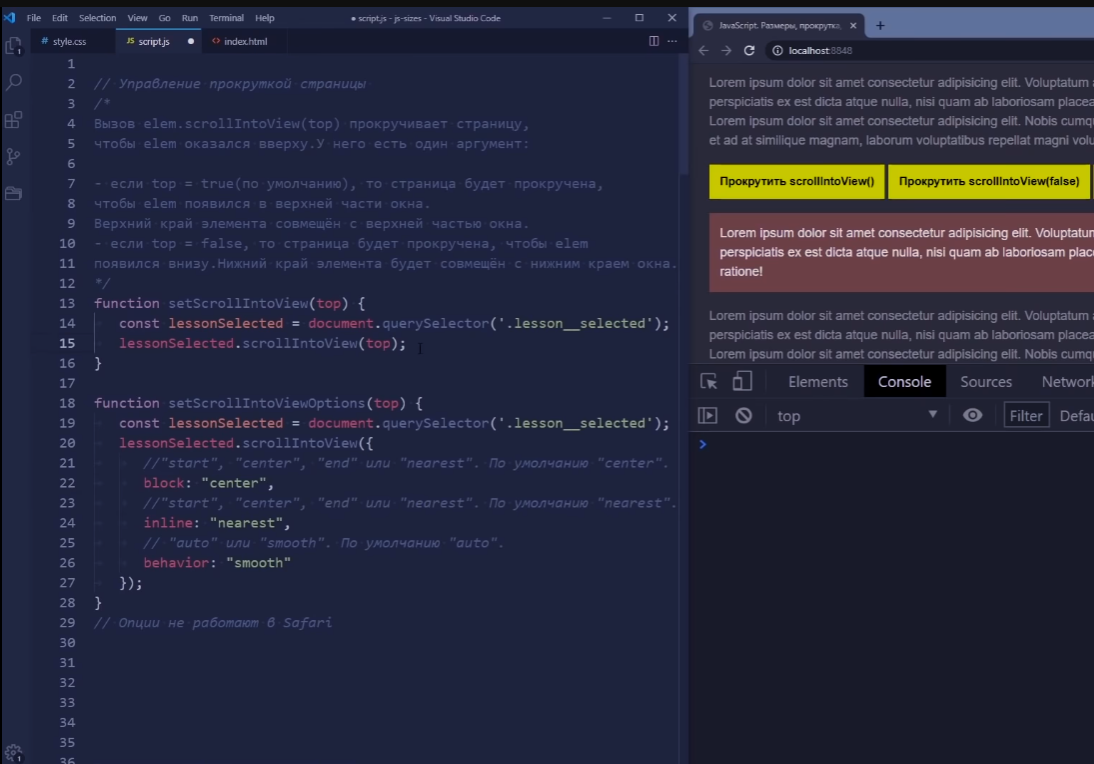 File Edit Selection View Go Run Terminal Help
● script.js - js-sizes - Visual Studio Code
# style.css
JS script.js ●
<> index.html
1
2 // Управление прокруткой страницы
3 /*
4 Вызов elem.scrollIntoView(top) прокручивает страницу,
5 чтобы elem оказался вверху.У него есть один аргумент:
6
7 - если top = true(по умолчанию), то страница будет прокручена,
8 чтобы elem появился в верхней части окна.
9 Верхний край элемента совмещён с верхней частью окна.
10 - если top = false, то страница будет прокручена, чтобы elem
11 появился внизу.Нижний край элемента будет совмещён с нижним краем окна.
12 */
13 function setScrollIntoView(top) {
14 const lessonSelected = document.querySelector('.lesson__selected');
15 lessonSelected.scrollIntoView(top);
16 }
17
18 function setScrollIntoViewOptions(top) {
19 const lessonSelected = document.querySelector('.lesson__selected');
20 lessonSelected.scrollIntoView({
21 //"start", "center", "end" или "nearest". По умолчанию "center".
22 block: "center",
23 //"start", "center", "end" или "nearest". По умолчанию "nearest".
24 inline: "nearest",
25 // "auto" или "smooth". По умолчанию "auto".
26 behavior: "smooth"
27 });
28 }
29 // Опции не работают в Safari
30
31
32
33
34
35
36
1
1
JavaScript. Размеры, прокрутка,
localhost:8848
Lorem ipsum dolor sit amet consectetur adipisicing elit. Voluptatum
perspiciatis ex est dicta atque nulla, nisi quam ab laboriosam placea
Lorem ipsum dolor sit amet consectetur adipisicing elit. Nobis cumqu
et ad at similique magnam, laborum voluptatibus repellat magni volu
Прокрутить scrollIntoView() Прокрутить scrollIntoView(false)
Lorem ipsum dolor sit amet consectetur adipisicing elit. Voluptatum
perspiciatis ex est dicta atque nulla, nisi quam ab laboriosam place
ratione!
Lorem ipsum dolor sit amet consectetur adipisicing elit. Voluptatum
perspiciatis ex est dicta atque nulla, nisi quam ab laboriosam placea
Lorem ipsum dolor sit amet consectetur adipisicing elit. Nobis cumqu
Elements Console Sources Network
top Filter Defau